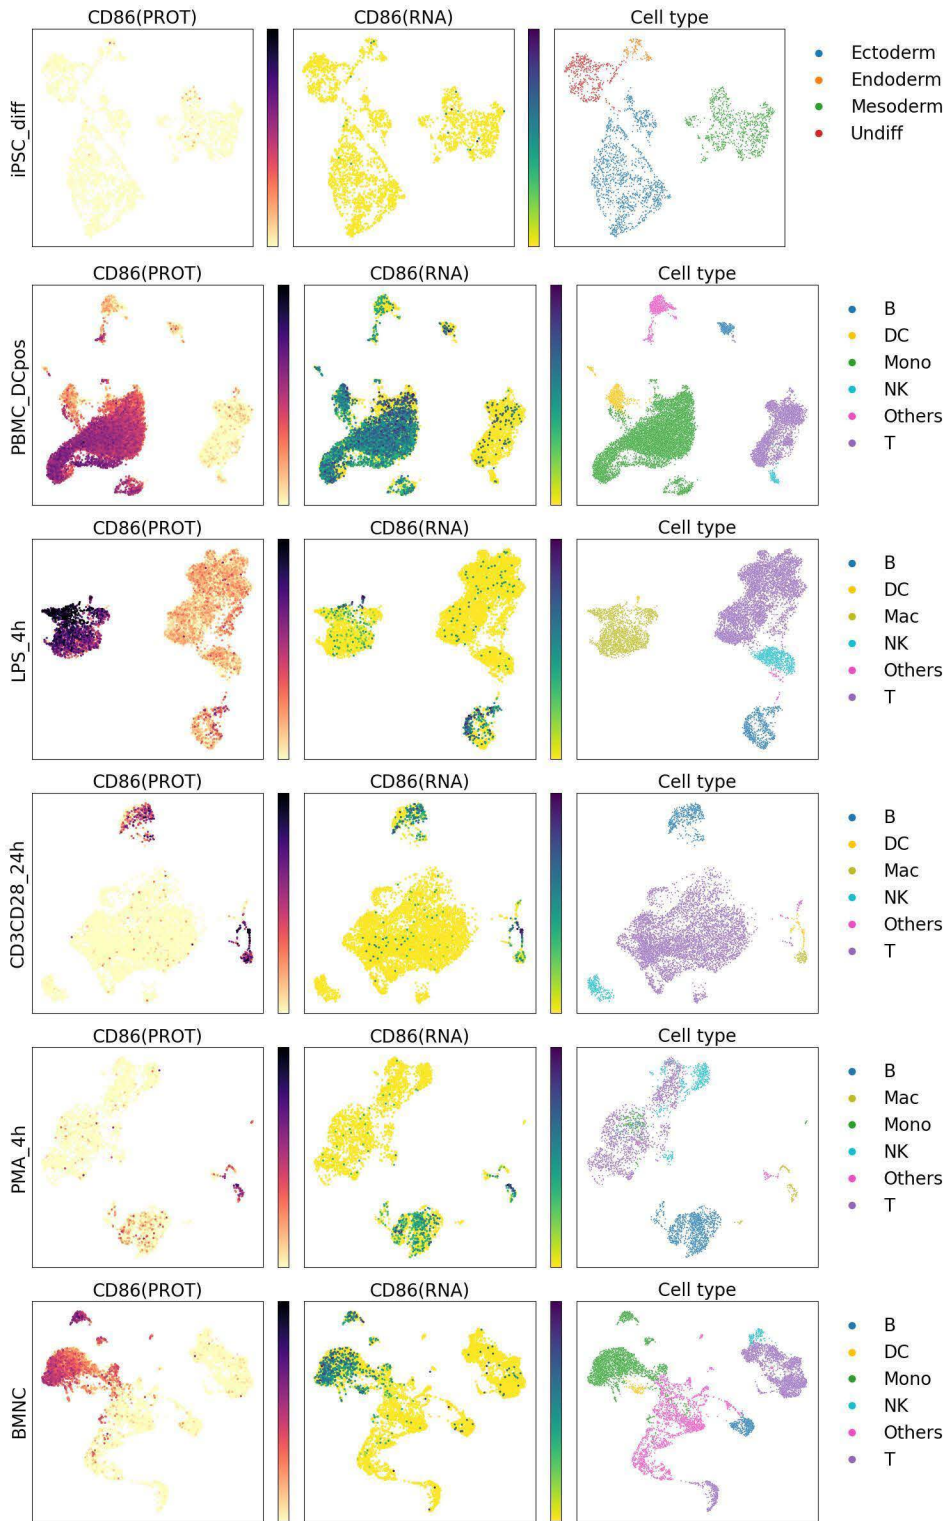 CD86(PROT) CD86(RNA) Cell type
iPSC_diff
Ectoderm
Endoderm
Mesoderm
Undiff
CD86(PROT) CD86(RNA) Cell type
PBMC_DCpos
B
DC
Mono
NK
Others
T
CD86(PROT) CD86(RNA) Cell type
LPS_4h
B
DC
Mac
NK
Others
T
CD86(PROT) CD86(RNA) Cell type
CD3CD28_24h
B
DC
Mac
NK
Others
T
CD86(PROT) CD86(RNA) Cell type
PMA_4h
B
Mac
Mono
NK
Others
T
CD86(PROT) CD86(RNA) Cell type
BMNC
B
DC
Mono
NK
Others
T